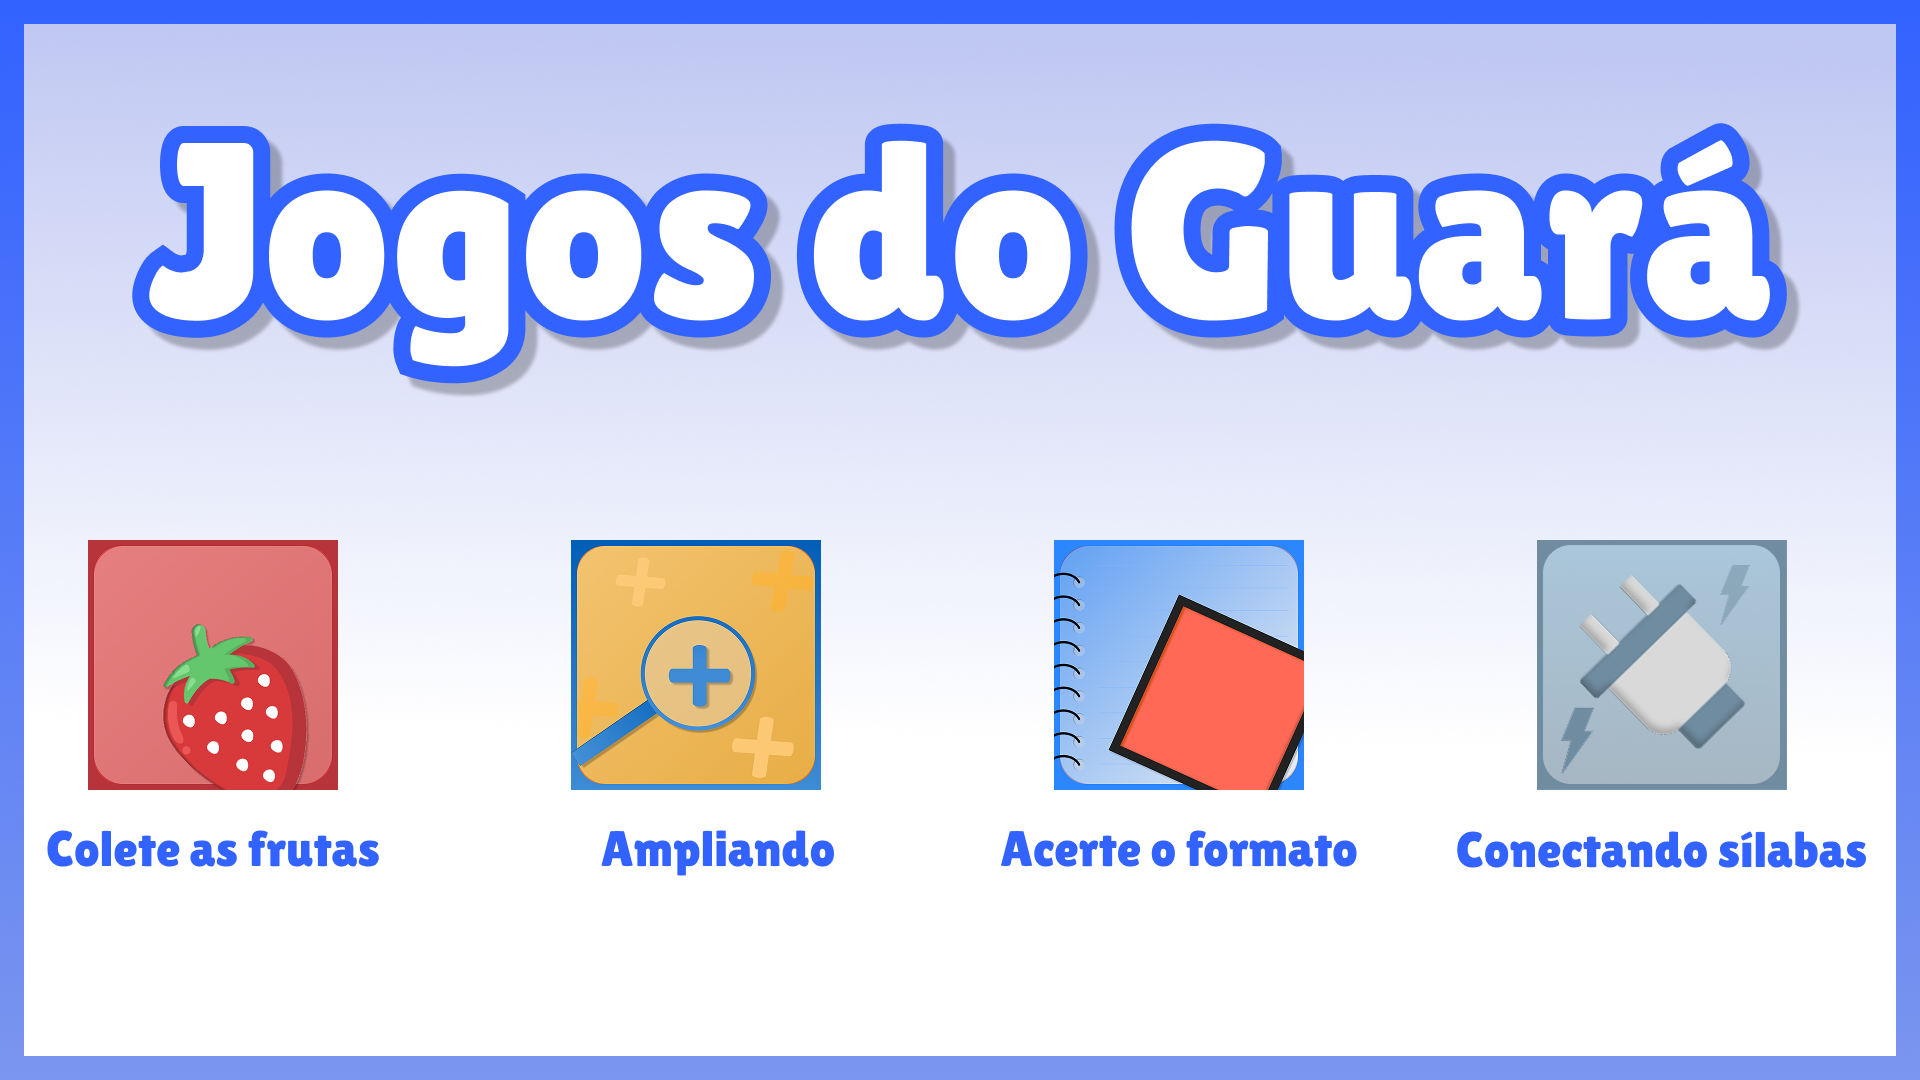 Jogos do Guará
Colete as frutas
Ampliando
Acerte o formato
Conectando sílabas